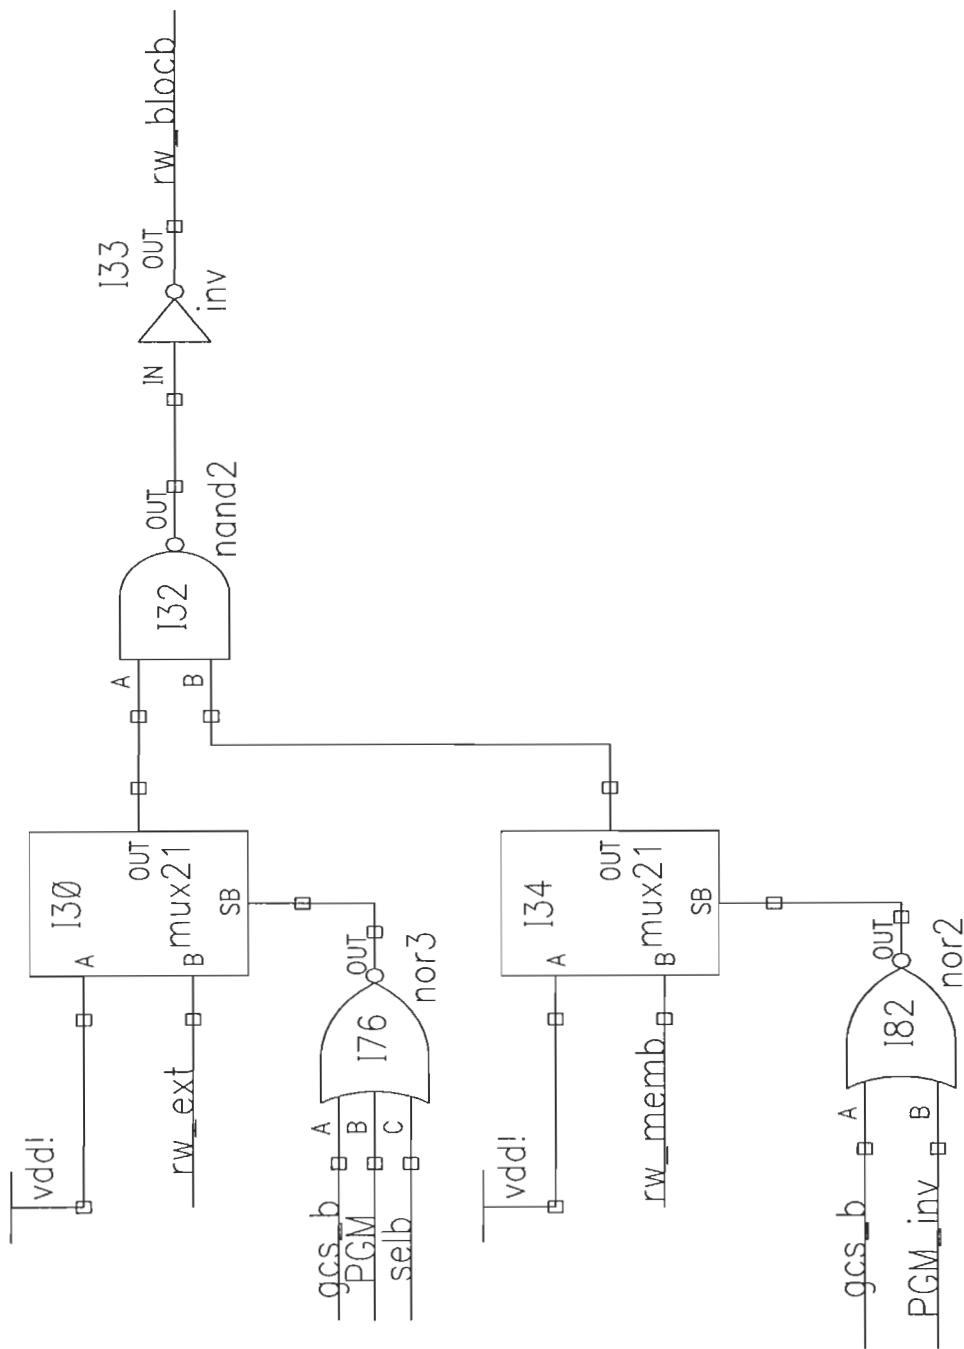 vdd!
A
I30
OUT
mux21
B
SB
rw_ext
A
B
C
gcs_b
PGM
selb
I76
OUT
nor3
A
B
I32
OUT
nand2
IN
I33
OUT
inv
rw_blocb
vdd!
A
I34
OUT
mux21
B
SB
rw_memb
A
B
gcs_b
PGM_inv
I82
OUT
nor2